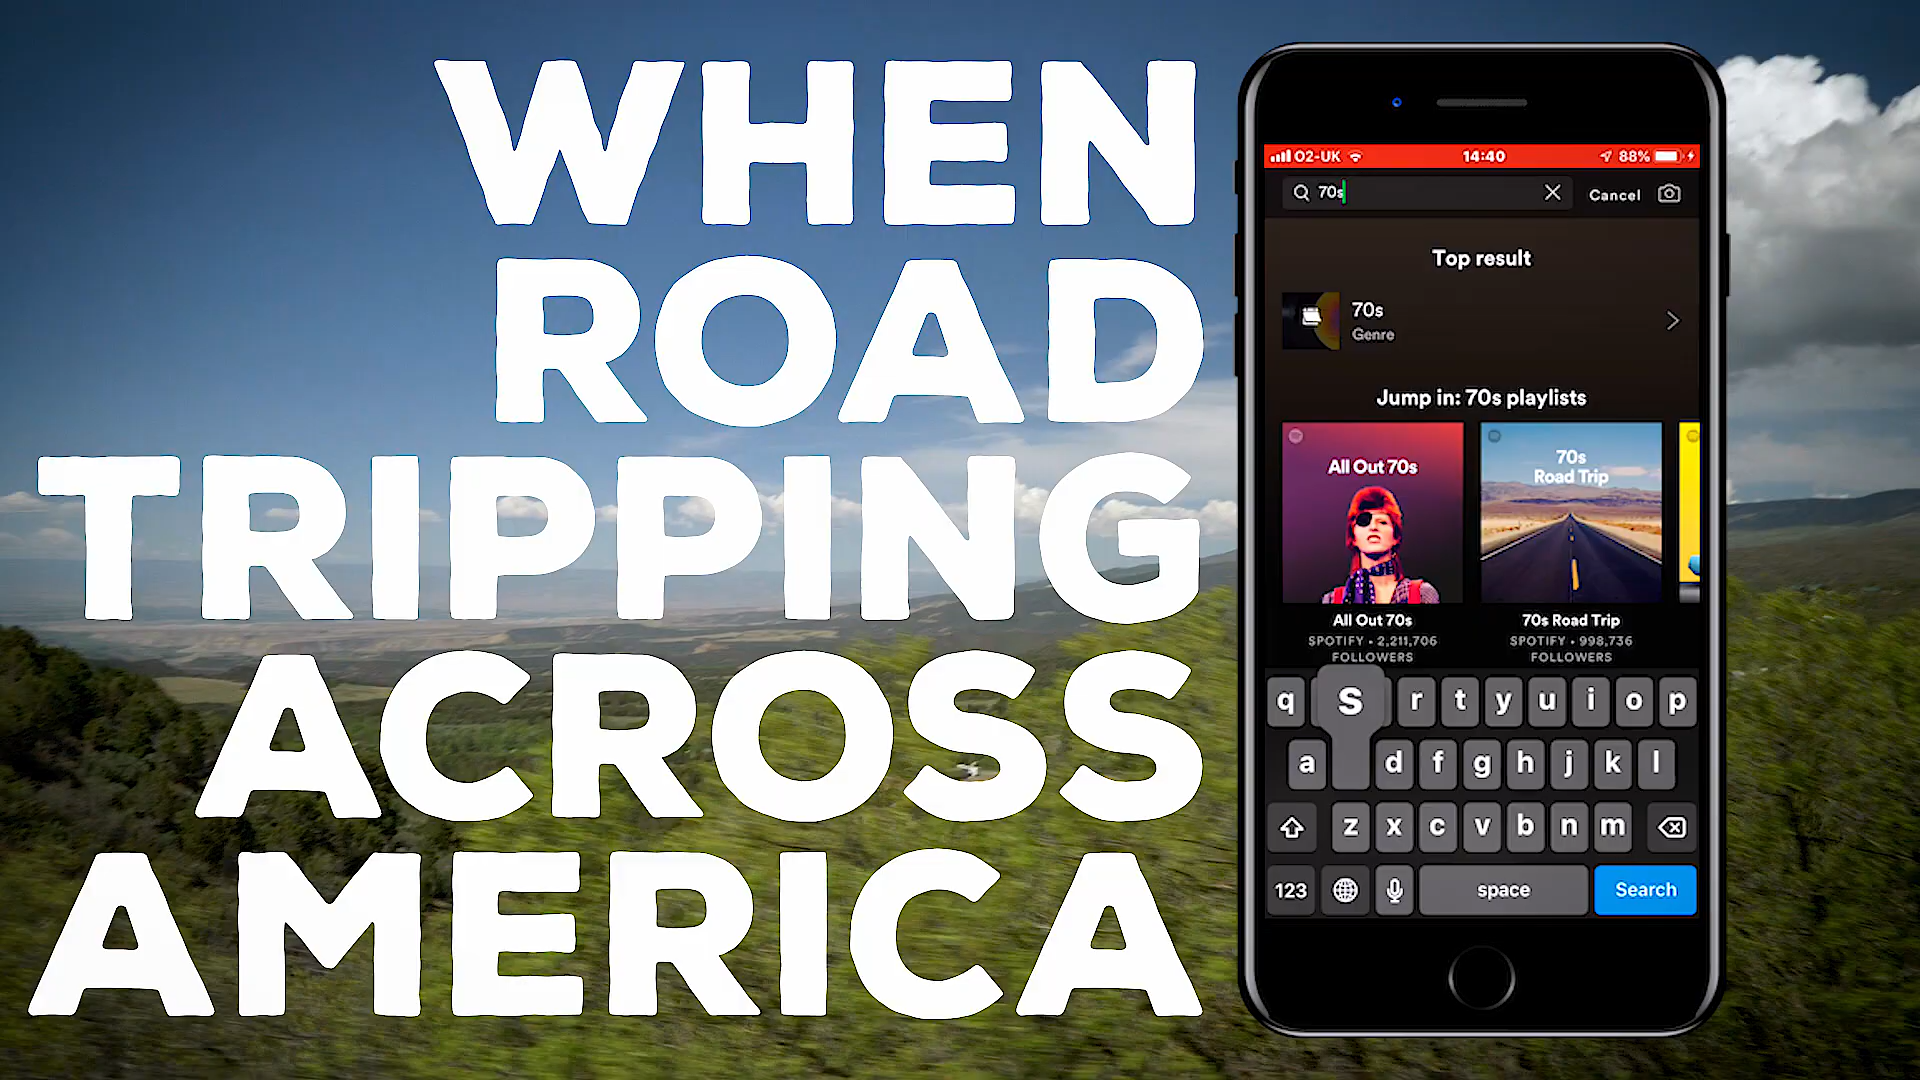 WHEN
ROAD
TRIPPING
ACROSS
AMERICA
O2-UK
14:40
88%
70s
Cancel
Top result
70s
Genre
Jump in: 70s playlists
All Out 70s
70s
Road Trip
All Out 70s
SPOTIFY • 2,211,706
FOLLOWERS
70s Road Trip
SPOTIFY • 998,736
FOLLOWERS
q S r t y u i o p
a d f g h j k l
z x c v b n m
123 space Search